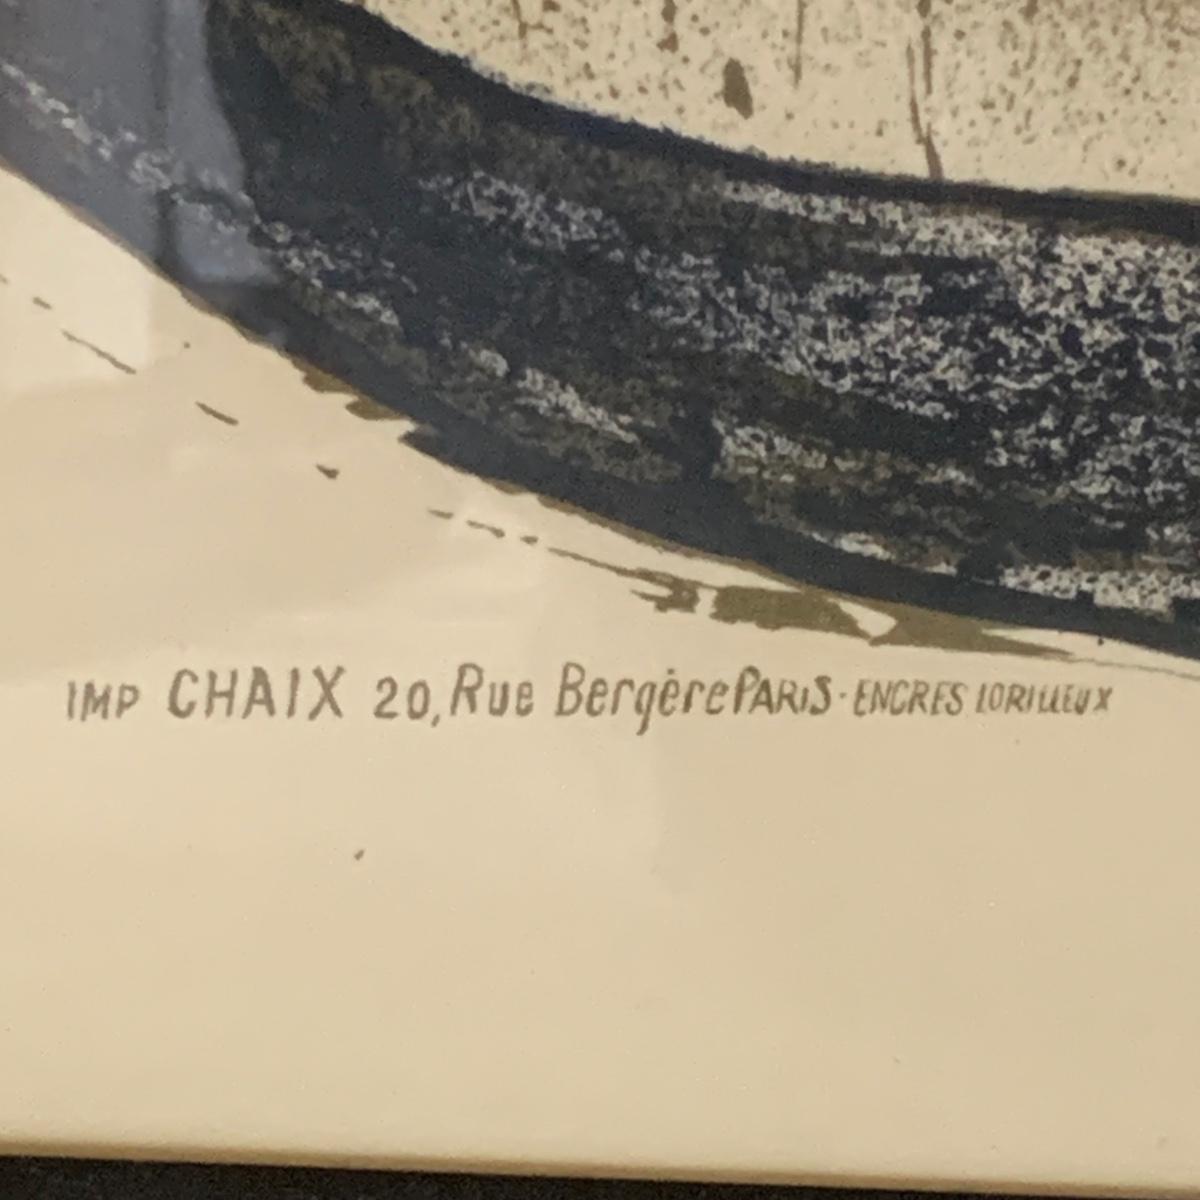 IMP CHAIX 20, Rue Bergère PARIS - ENCRES LORILLEUX